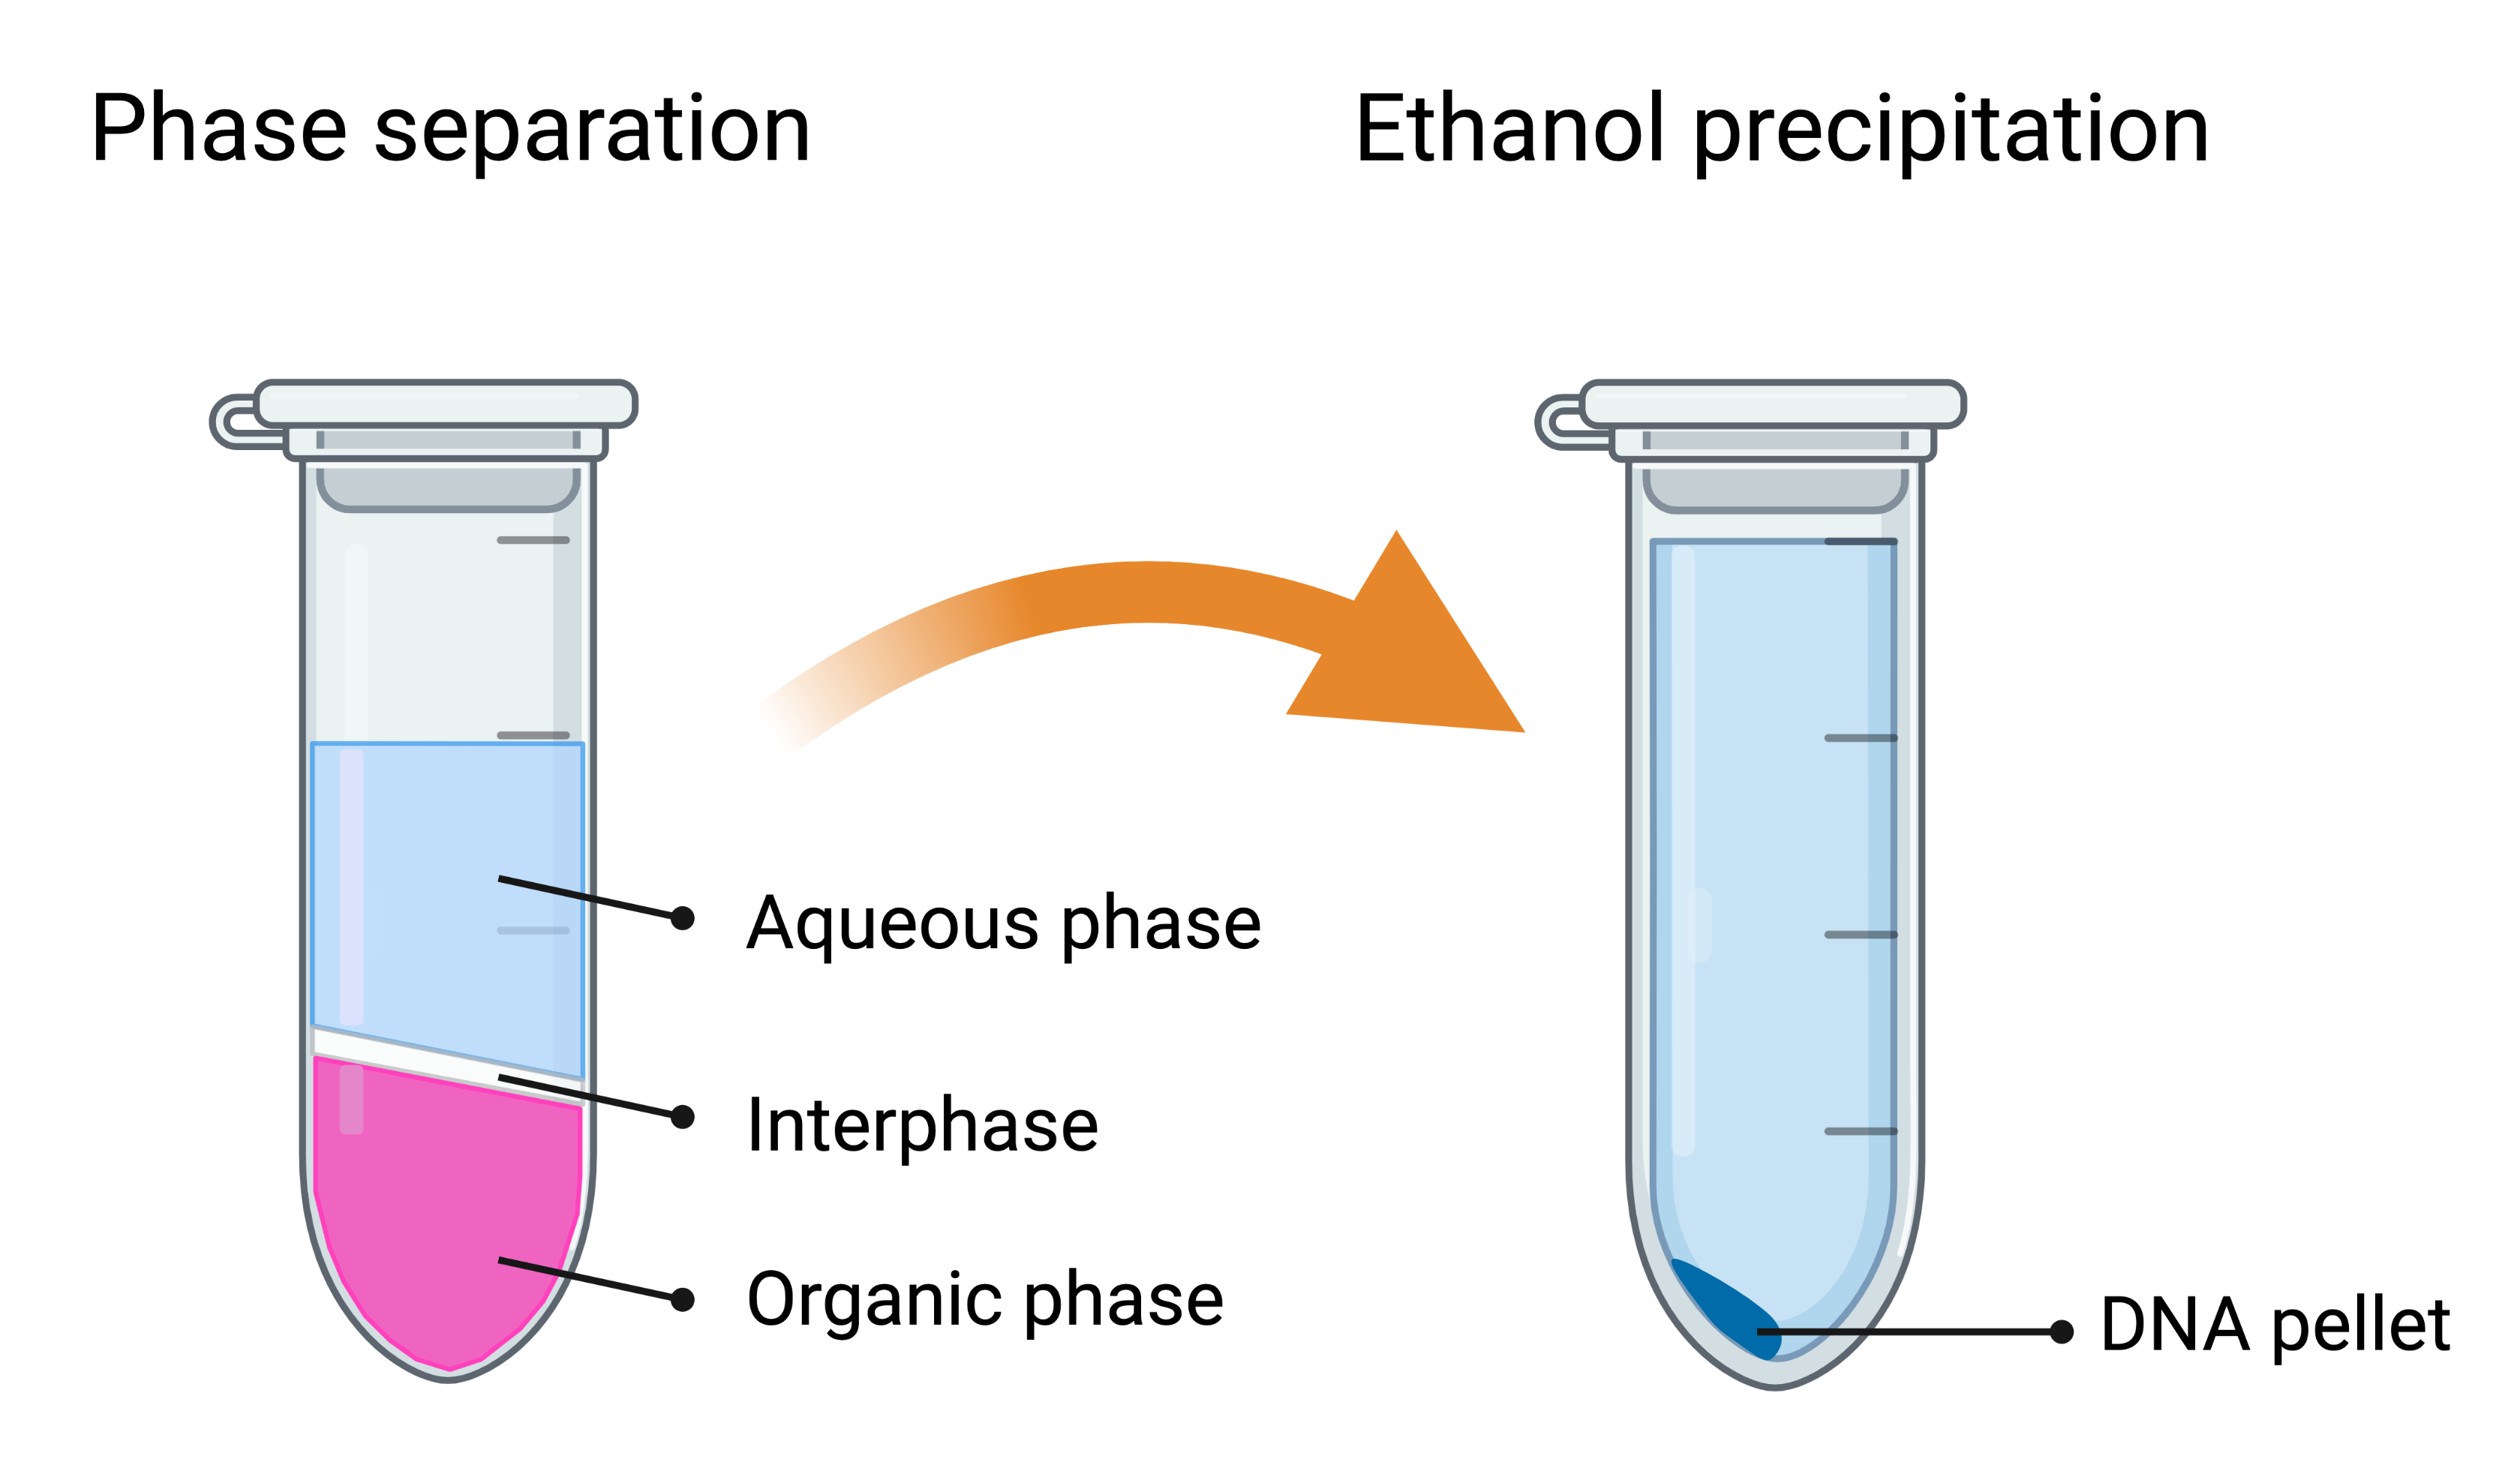 Phase separation
Ethanol precipitation
Aqueous phase
Interphase
Organic phase
DNA pellet